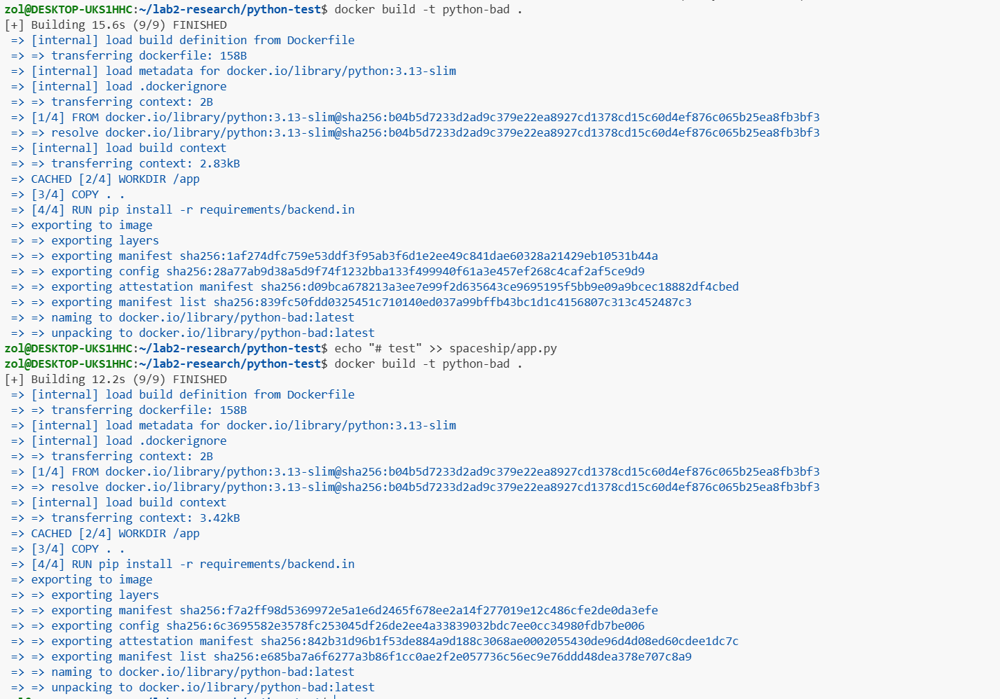 zol@DESKTOP-UKS1HHC:~/lab2-research/python-test$ docker build -t python-bad .
[+] Building 15.6s (9/9) FINISHED
=> [internal] load build definition from Dockerfile
=> => transferring dockerfile: 158B
=> [internal] load metadata for docker.io/library/python:3.13-slim
=> [internal] load .dockerignore
=> => transferring context: 2B
=> [1/4] FROM docker.io/library/python:3.13-slim@sha256:b04b5d7233d2ad9c379e22ea8927cd1378cd15c60d4ef876c065b25ea8fb3bf3
=> => resolve docker.io/library/python:3.13-slim@sha256:b04b5d7233d2ad9c379e22ea8927cd1378cd15c60d4ef876c065b25ea8fb3bf3
=> [internal] load build context
=> => transferring context: 2.83kB
=> CACHED [2/4] WORKDIR /app
=> [3/4] COPY . .
=> [4/4] RUN pip install -r requirements/backend.in
=> exporting to image
=> => exporting layers
=> => exporting manifest sha256:1af274dfc759e53ddf3f95ab3f6d1e2ee49c841dae60328a21429eb10531b44a
=> => exporting config sha256:28a77ab9d38a5d9f74f1232bba133f499940f61a3e457ef268c4caf2af5ce9d9
=> => exporting attestation manifest sha256:d09bca678213a3ee7e99f2d635643ce9695195f5bb9e09a9bcec18882df4cbed
=> => exporting manifest list sha256:839fc50fdd0325451c710140ed037a99bffb43bc1d1c4156807c313c452487c3
=> => naming to docker.io/library/python-bad:latest
=> => unpacking to docker.io/library/python-bad:latest
zol@DESKTOP-UKS1HHC:~/lab2-research/python-test$ echo "# test" >> spaceship/app.py
zol@DESKTOP-UKS1HHC:~/lab2-research/python-test$ docker build -t python-bad .
[+] Building 12.2s (9/9) FINISHED
=> [internal] load build definition from Dockerfile
=> => transferring dockerfile: 158B
=> [internal] load metadata for docker.io/library/python:3.13-slim
=> [internal] load .dockerignore
=> => transferring context: 2B
=> [1/4] FROM docker.io/library/python:3.13-slim@sha256:b04b5d7233d2ad9c379e22ea8927cd1378cd15c60d4ef876c065b25ea8fb3bf3
=> => resolve docker.io/library/python:3.13-slim@sha256:b04b5d7233d2ad9c379e22ea8927cd1378cd15c60d4ef876c065b25ea8fb3bf3
=> [internal] load build context
=> => transferring context: 3.42kB
=> CACHED [2/4] WORKDIR /app
=> [3/4] COPY . .
=> [4/4] RUN pip install -r requirements/backend.in
=> exporting to image
=> => exporting layers
=> => exporting manifest sha256:f7a2ff98d5369972e5a1e6d2465f678ee2a14f277019e12c486cfe2de0da3efe
=> => exporting config sha256:6c3695582e3578fc253045df26de2ee4a33839032bdc7ee0cc34980fdb7be006
=> => exporting attestation manifest sha256:842b31d96b1f53de884a9d188c3068ae0002055430de96d4d08ed60cdee1dc7c
=> => exporting manifest list sha256:e685ba7a6f6277a3b86f1cc0ae2f2e057736c56ec9e76ddd48dea378e707c8a9
=> => naming to docker.io/library/python-bad:latest
=> => unpacking to docker.io/library/python-bad:latest